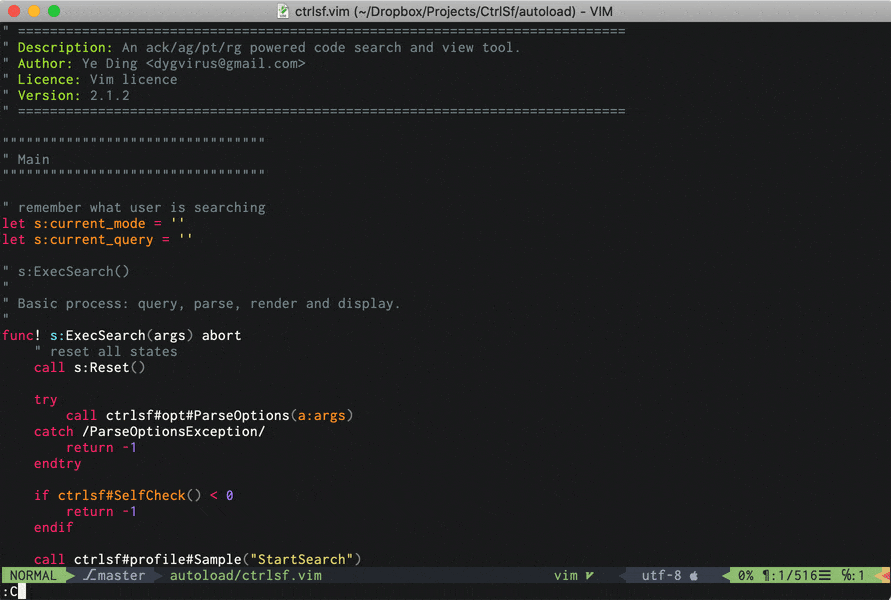 ctrlsf.vim (~/Dropbox/Projects/CtrlSf/autoload) - VIM
" ============================================================================
" Description: An ack/ag/pt/rg powered code search and view tool.
" Author: Ye Ding <dygvirus@gmail.com>
" Licence: Vim licence
" Version: 2.1.2
" ============================================================================
"""""""""""""""""""""""""""""""""
" Main
"""""""""""""""""""""""""""""""""
" remember what user is searching
let s:current_mode = ''
let s:current_query = ''
" s:ExecSearch()
"
" Basic process: query, parse, render and display.
"
func! s:ExecSearch(args) abort
    " reset all states
    call s:Reset()
    try
        call ctrlsf#opt#ParseOptions(a:args)
    catch /ParseOptionsException/
        return -1
    endtry
    if ctrlsf#SelfCheck() < 0
        return -1
    endif
    call ctrlsf#profile#Sample("StartSearch")
NORMAL master autoload/ctrlsf.vim vim utf-8 0% ¶:1/516☰ ℅:1
:C